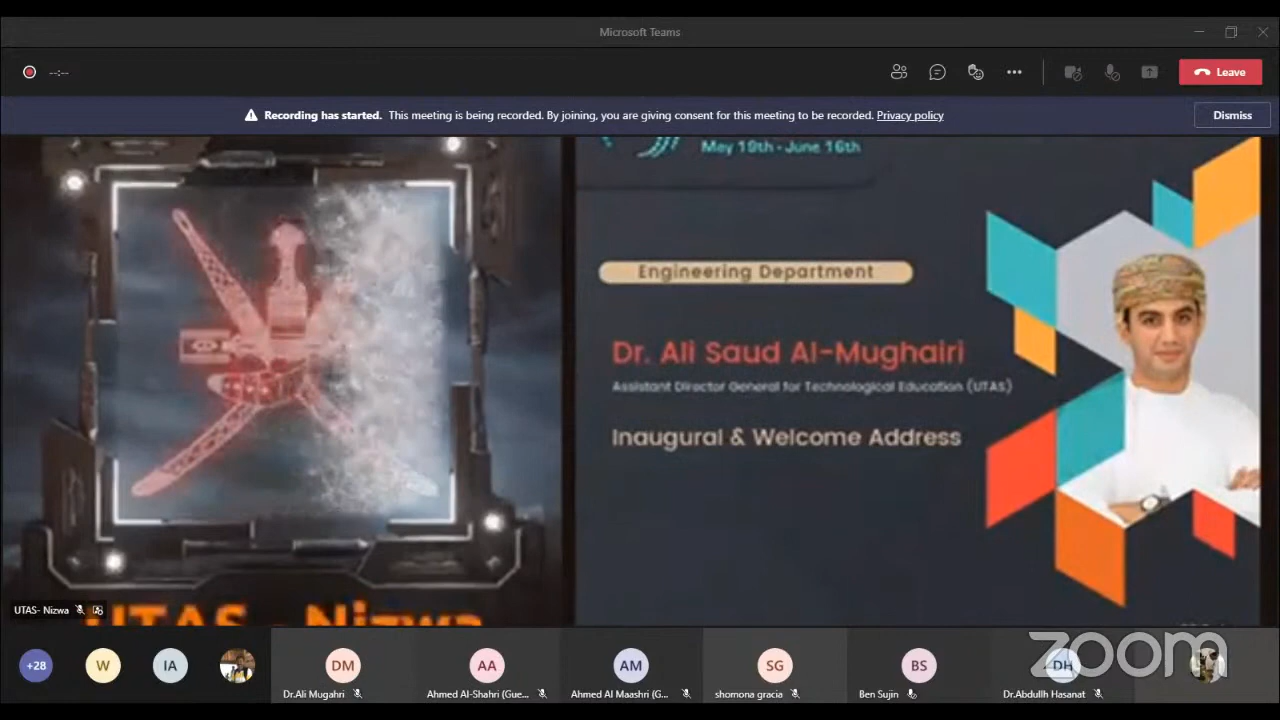 Microsoft Teams
--:--
Leave
Recording has started. This meeting is being recorded. By joining, you are giving consent for this meeting to be recorded. Privacy policy
Dismiss
May 19th - June 16th
Engineering Department
Dr. Ali Saud Al-Mughairi
Assistant Director General for Technological Education (UTAS)
Inaugural & Welcome Address
UTAS - Nizwa
UTAS- Nizwa
+28
W
IA
DM
AA
AM
SG
BS
DH
zoom
Dr.Ali Mugahri
Ahmed Al-Shahri (Gue...
Ahmed Al Maashri (G...
shomona gracia
Ben Sujin
Dr.Abdullh Hasanat